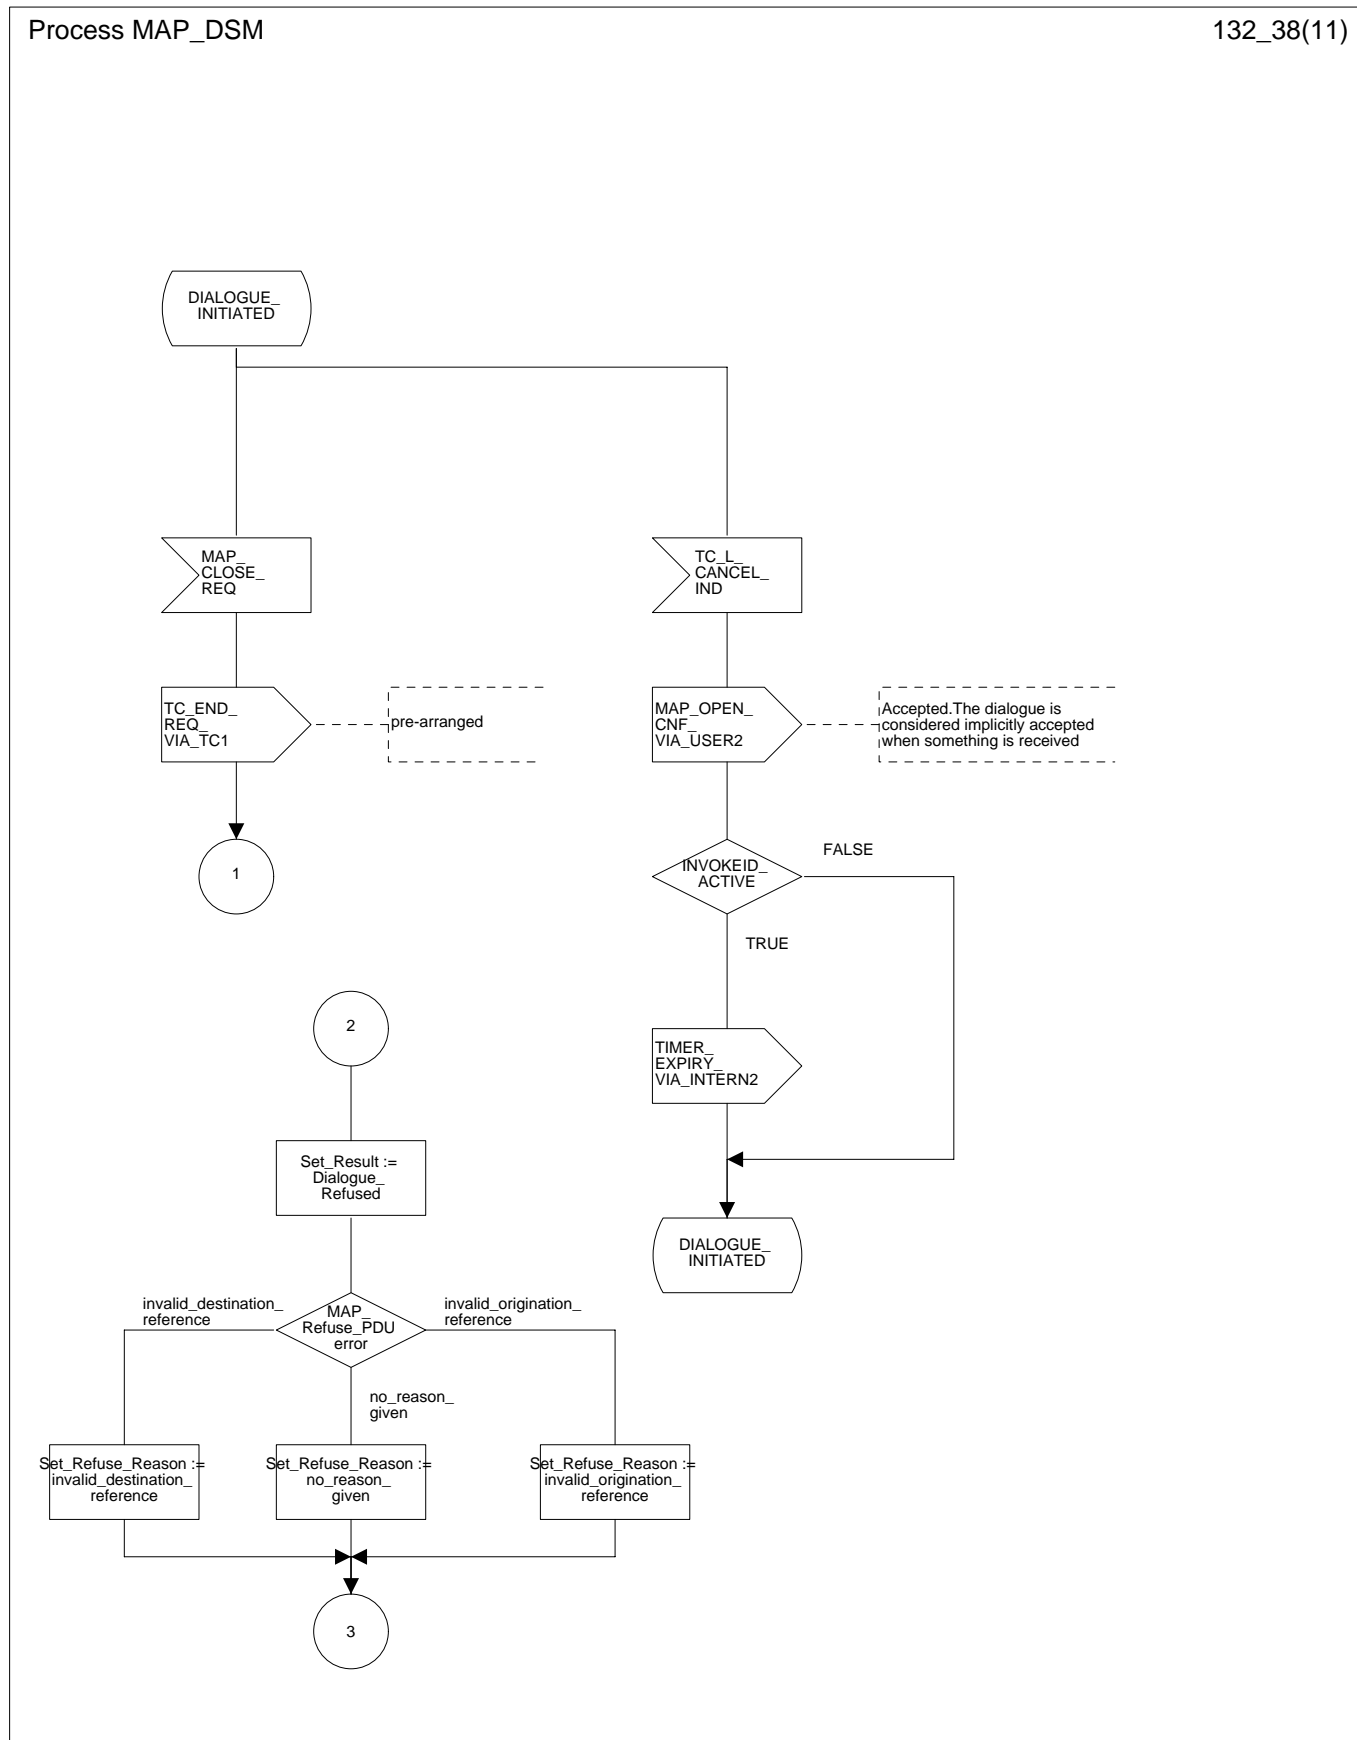 Process MAP_DSM
132_38(11)
DIALOGUE_
INITIATED
MAP_
CLOSE_
REQ
TC_L_
CANCEL_
IND
TC_END_
REQ_
VIA_TC1
pre-arranged
MAP_OPEN_
CNF_
VIA_USER2
Accepted.The dialogue is
considered implicitly accepted
when something is received
1
INVOKEID_
ACTIVE
FALSE
TRUE
2
TIMER_
EXPIRY_
VIA_INTERN2
Set_Result :=
Dialogue_
Refused
DIALOGUE_
INITIATED
invalid_destination_
reference
MAP_
Refuse_PDU
error
invalid_origination_
reference
no_reason_
given
Set_Refuse_Reason :=
invalid_destination_
reference
Set_Refuse_Reason :=
no_reason_
given
Set_Refuse_Reason :=
invalid_origination_
reference
3